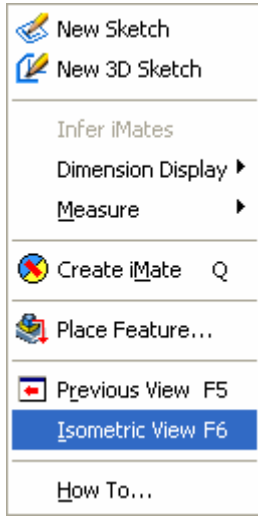 New Sketch
New 3D Sketch
Infer iMates
Dimension Display
Measure
Create iMate Q
Place Feature...
Previous View F5
Isometric View F6
How To...